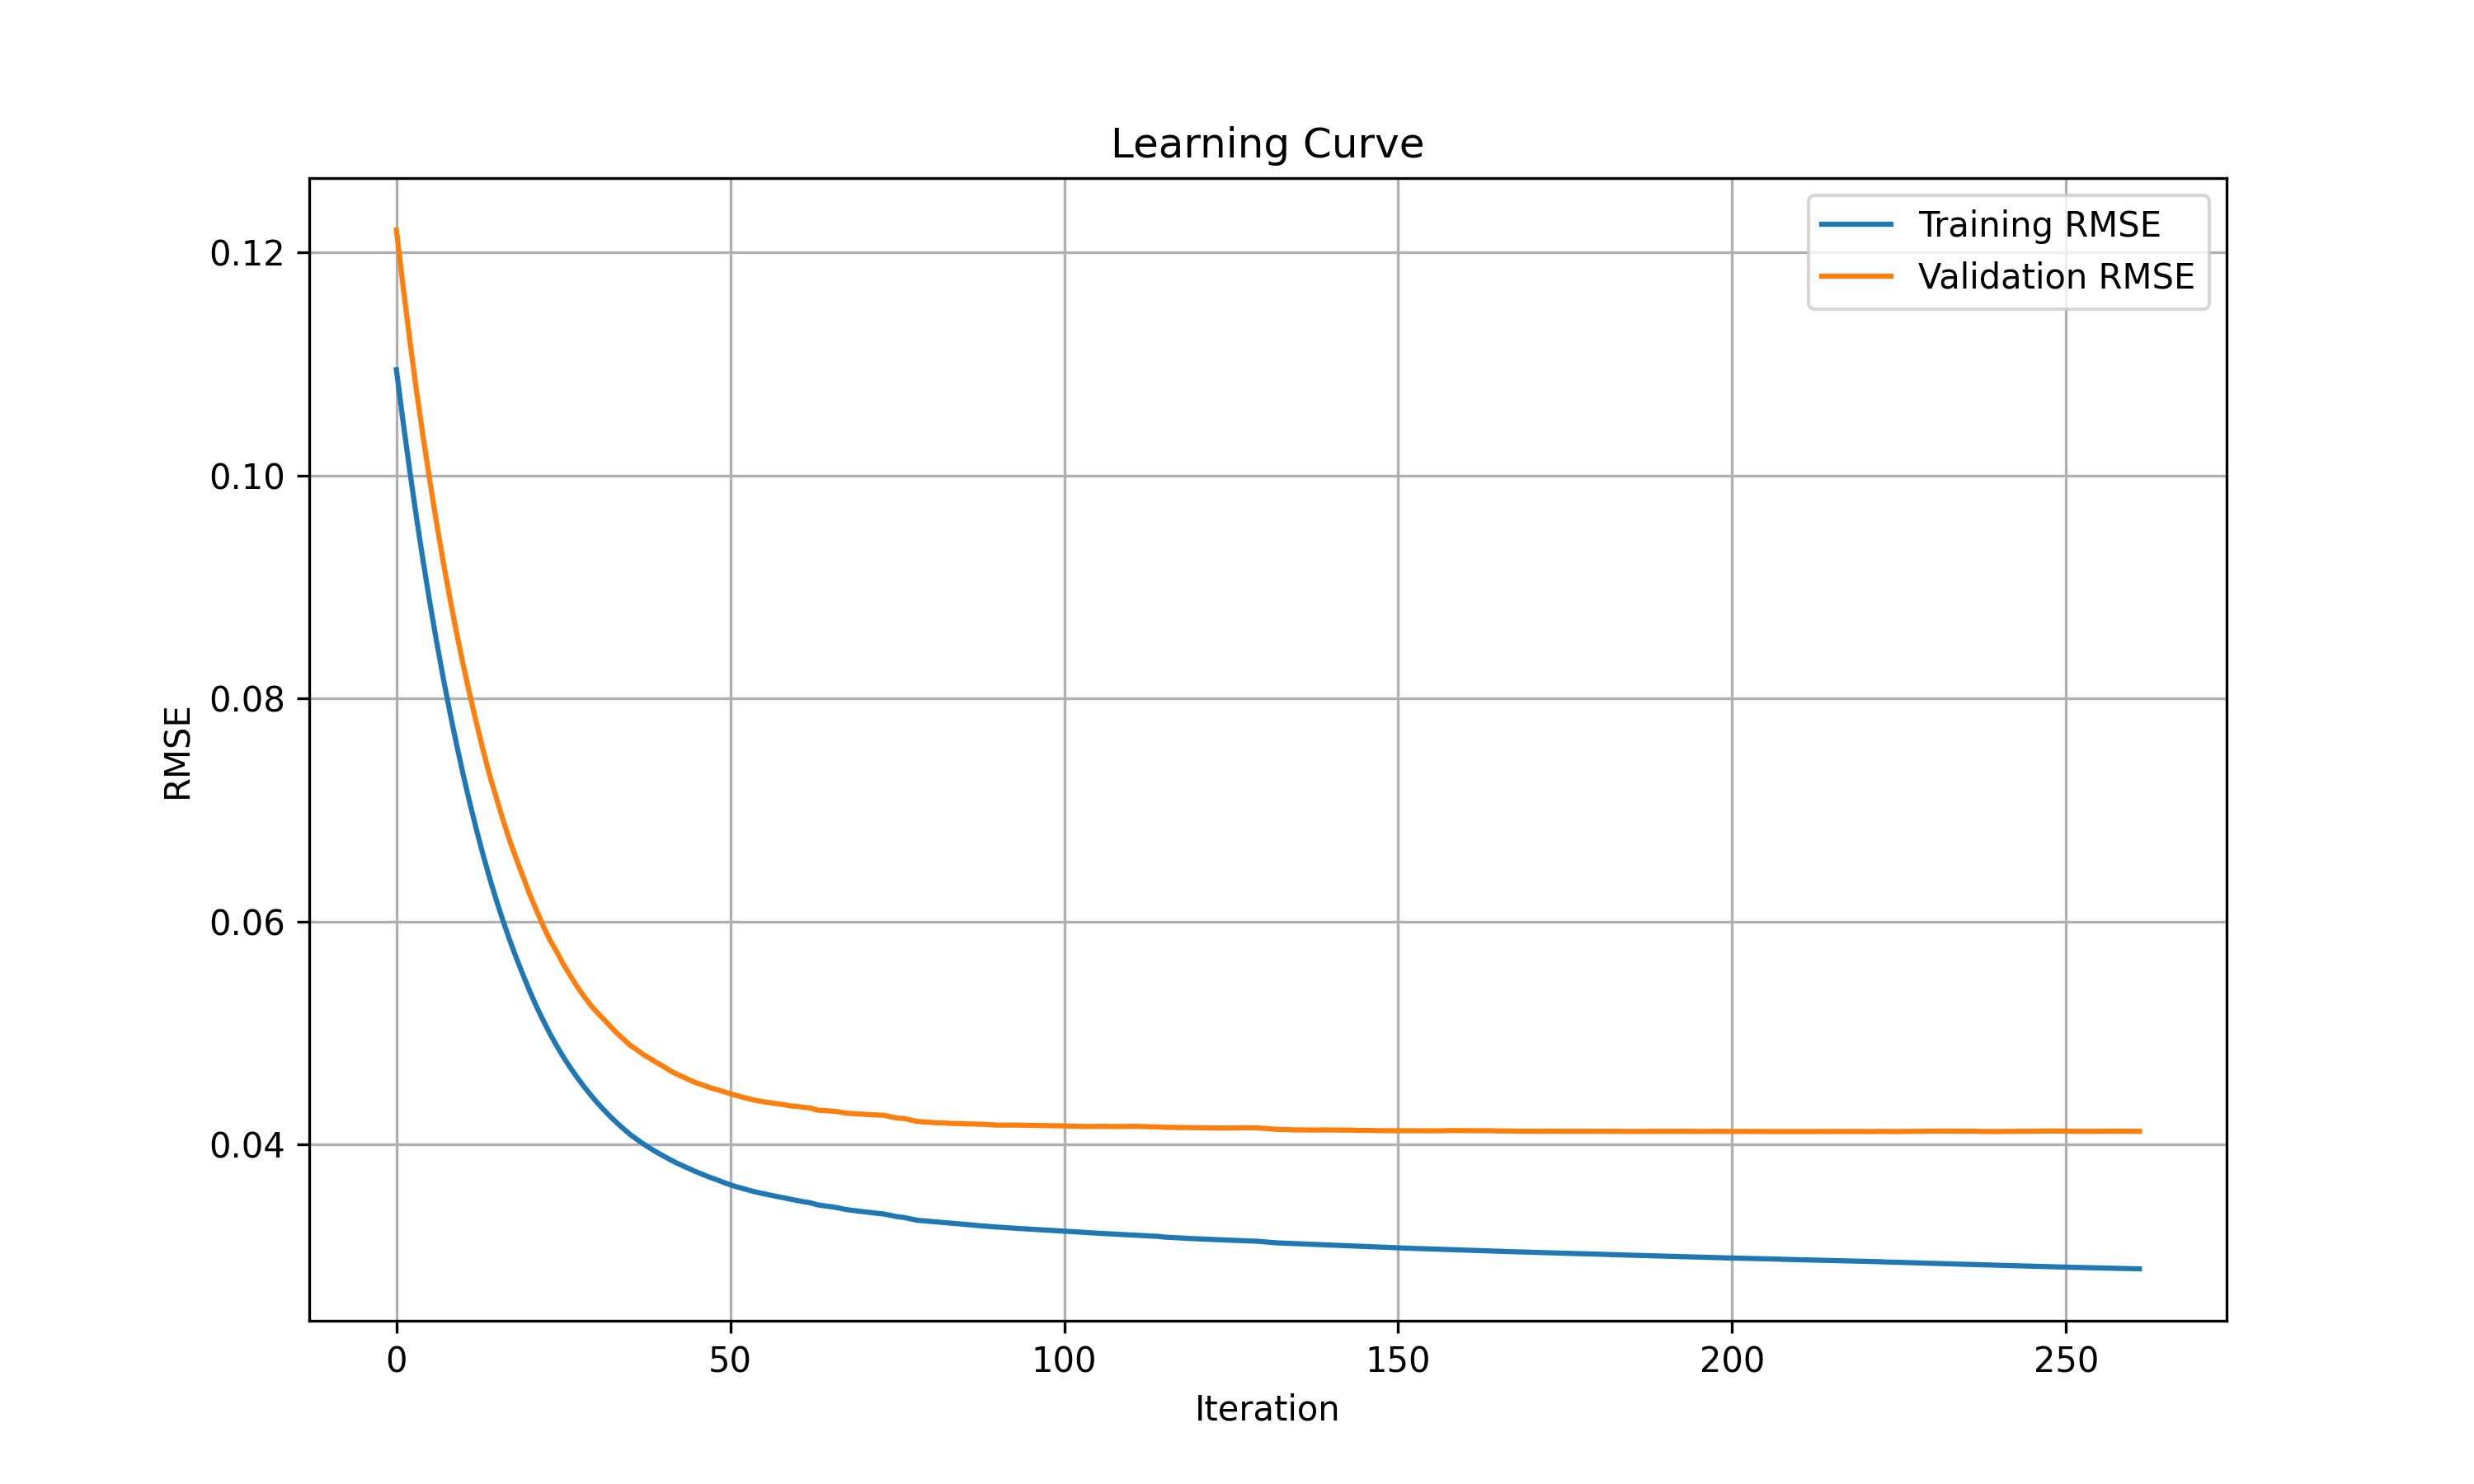 Learning Curve
Training RMSE
Validation RMSE
0.12
0.10
0.08
0.06
0.04
RMSE
0 50 100 150 200 250
Iteration